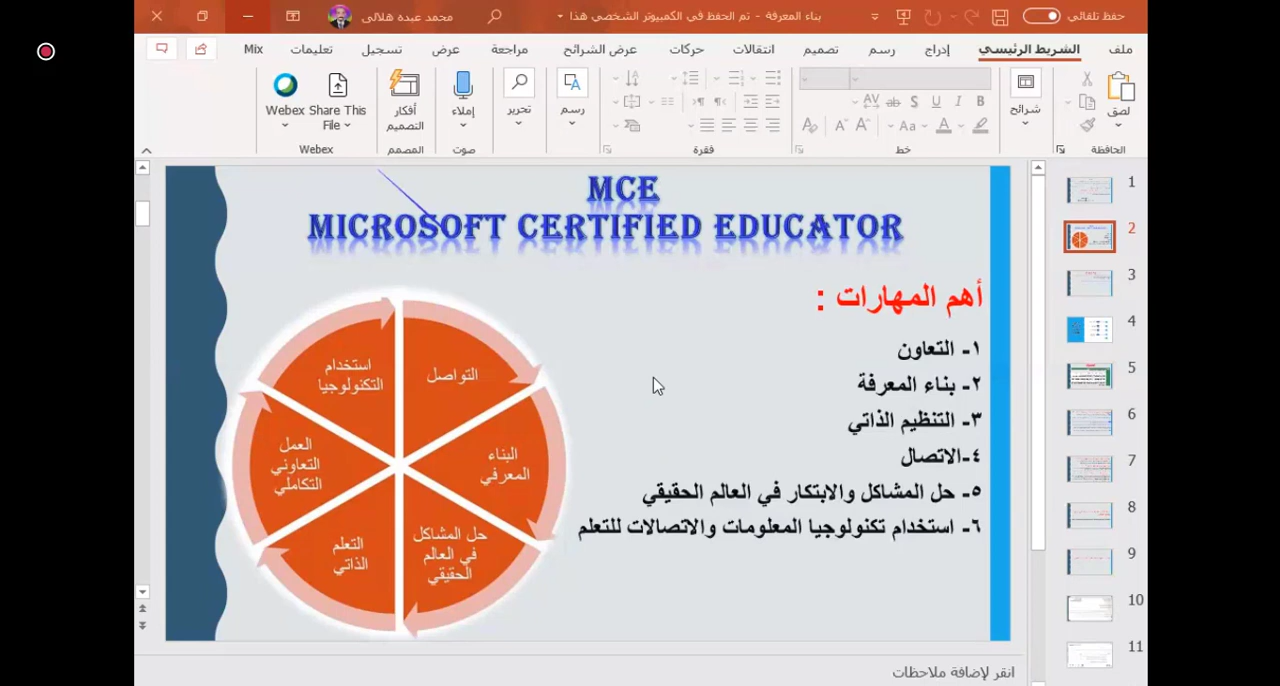 حفظ تلقائي
بناء المعرفة - تم الحفظ في الكمبيوتر الشخصي هذا
محمد عبده هلالى
ملف
الشريط الرئيسي
إدراج
رسم
تصميم
انتقالات
حركات
عرض الشرائح
مراجعة
عرض
تسجيل
تعليمات
Mix
لصق
شرائح
رسم
تحرير
إملاء
أفكار
التصميم
Share This
File
Webex
الحافظة
خط
فقرة
صوت
المصمم
Webex
MCE
MICROSOFT CERTIFIED EDUCATOR
أهم المهارات :
١- التعاون
٢- بناء المعرفة
٣- التنظيم الذاتي
٤-الاتصال
٥- حل المشاكل والابتكار في العالم الحقيقي
٦- استخدام تكنولوجيا المعلومات والاتصالات للتعلم
التواصل
البناء
المعرفي
حل المشاكل
في العالم
الحقيقي
التعلم
الذاتي
العمل
التعاوني
التكاملي
استخدام
التكنولوجيا
1
2
3
4
5
6
7
8
9
10
11
انقر لإضافة ملاحظات